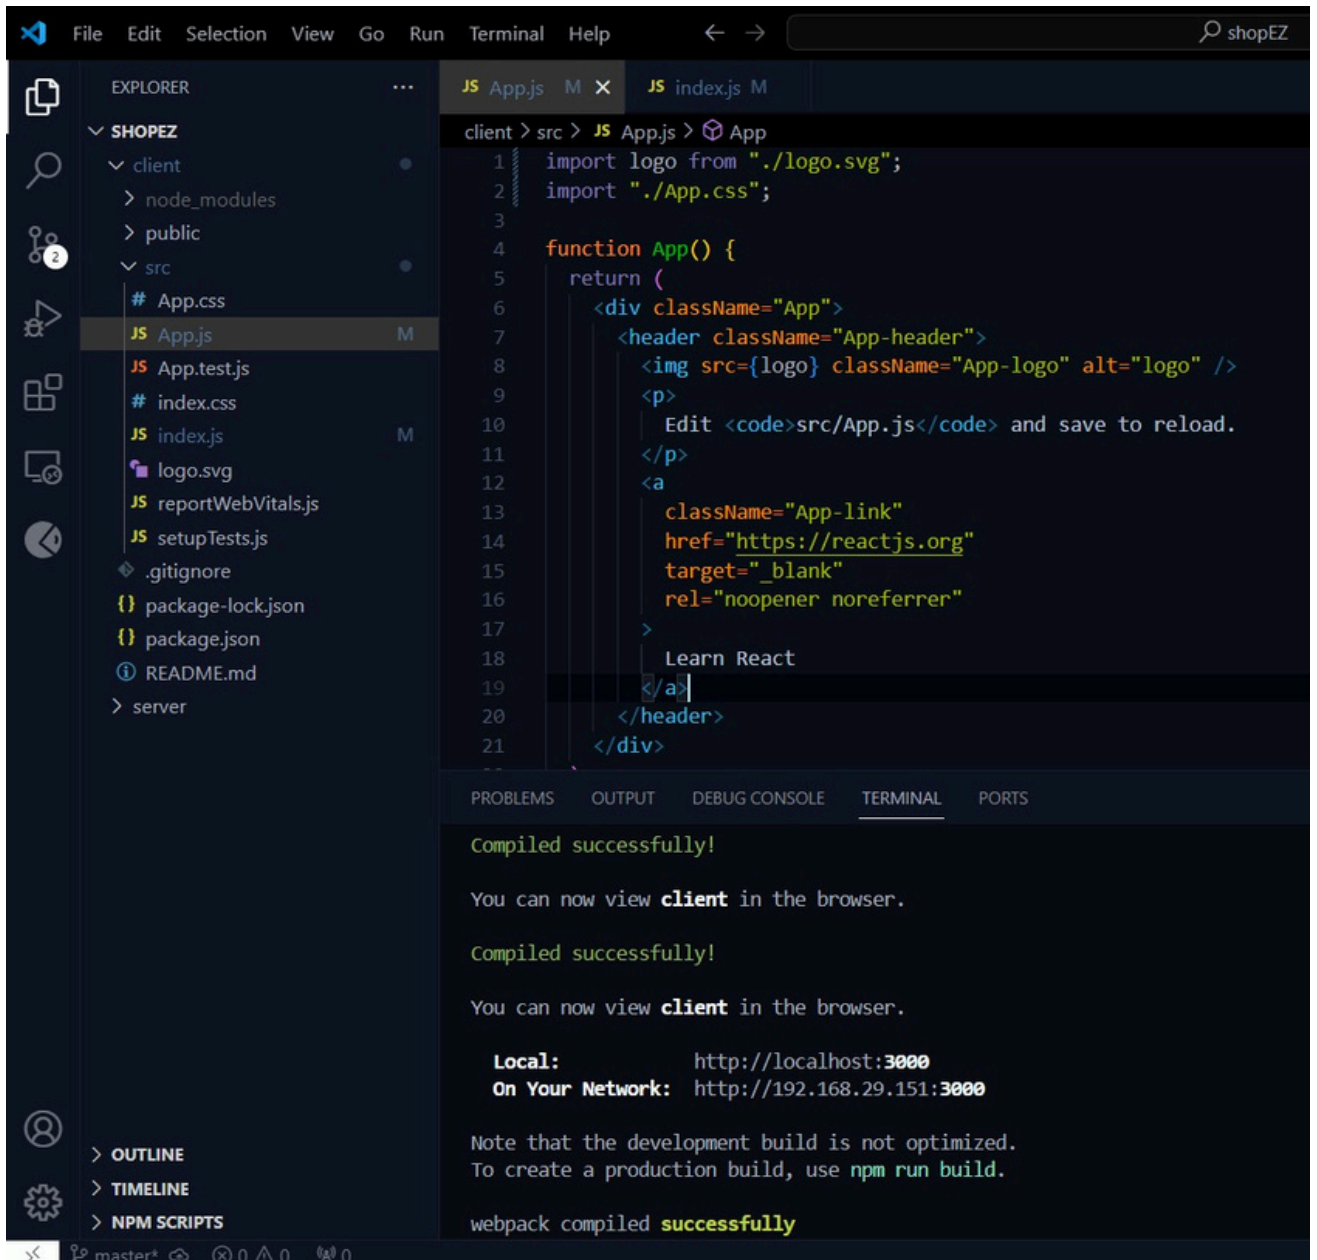 File Edit Selection View Go Run Terminal Help ← → shopEZ
EXPLORER ...
SHOPEZ
client
node_modules
public
src
# App.css
JS App.js M
JS App.test.js
# index.css
JS index.js M
logo.svg
JS reportWebVitals.js
JS setupTests.js
.gitignore
{} package-lock.json
{} package.json
README.md
server
OUTLINE
TIMELINE
NPM SCRIPTS
2
JS App.js M × JS index.js M
client > src > JS App.js > App
1 import logo from "./logo.svg";
2 import "./App.css";
3
4 function App() {
5 return (
6 <div className="App">
7 <header className="App-header">
8 <img src={logo} className="App-logo" alt="logo" />
9 <p>
10 Edit <code>src/App.js</code> and save to reload.
11 </p>
12 <a
13 className="App-link"
14 href="https://reactjs.org"
15 target="_blank"
16 rel="noopener noreferrer"
17 >
18 Learn React
19 </a>
20 </header>
21 </div>
PROBLEMS OUTPUT DEBUG CONSOLE TERMINAL PORTS
Compiled successfully!
You can now view client in the browser.
Compiled successfully!
You can now view client in the browser.
Local: http://localhost:3000
On Your Network: http://192.168.29.151:3000
Note that the development build is not optimized.
To create a production build, use npm run build.
webpack compiled successfully
master* 0 0 0